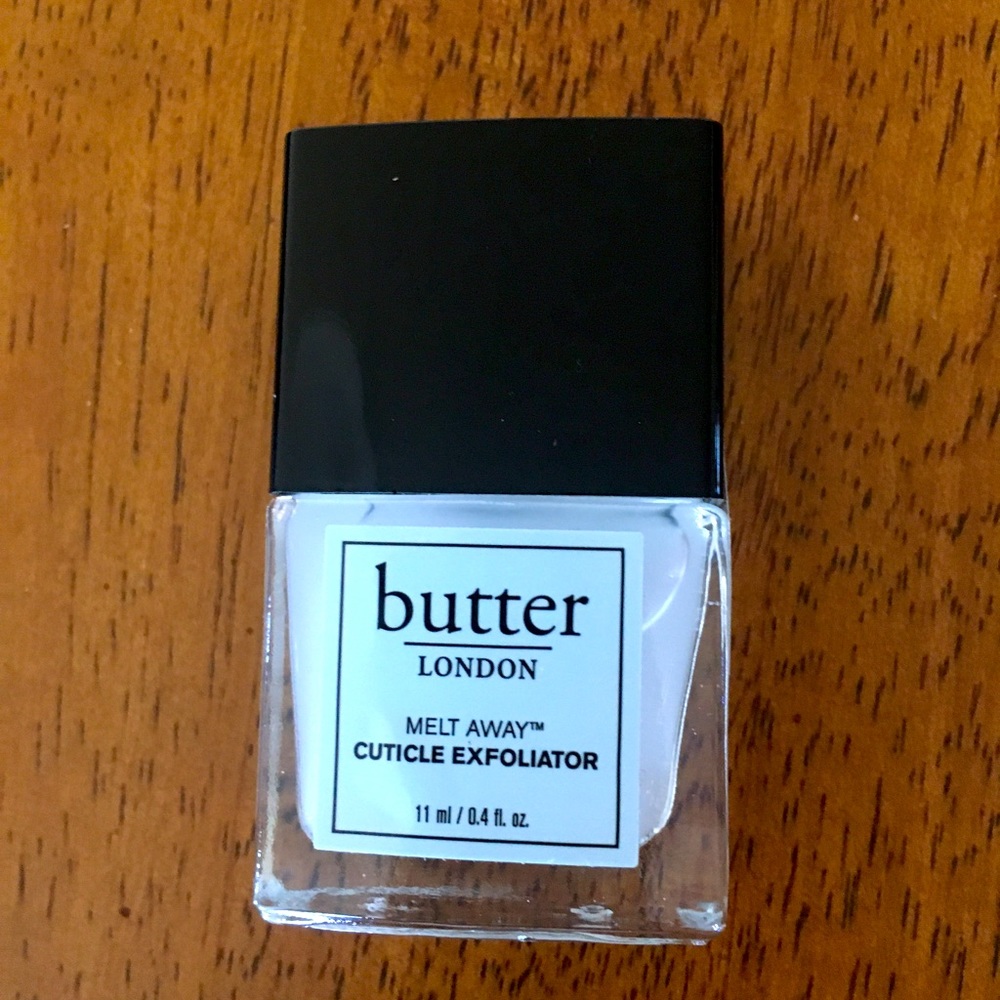 butter
LONDON
MELT AWAY™
CUTICLE EXFOLIATOR
11 ml / 0.4 fl. oz.